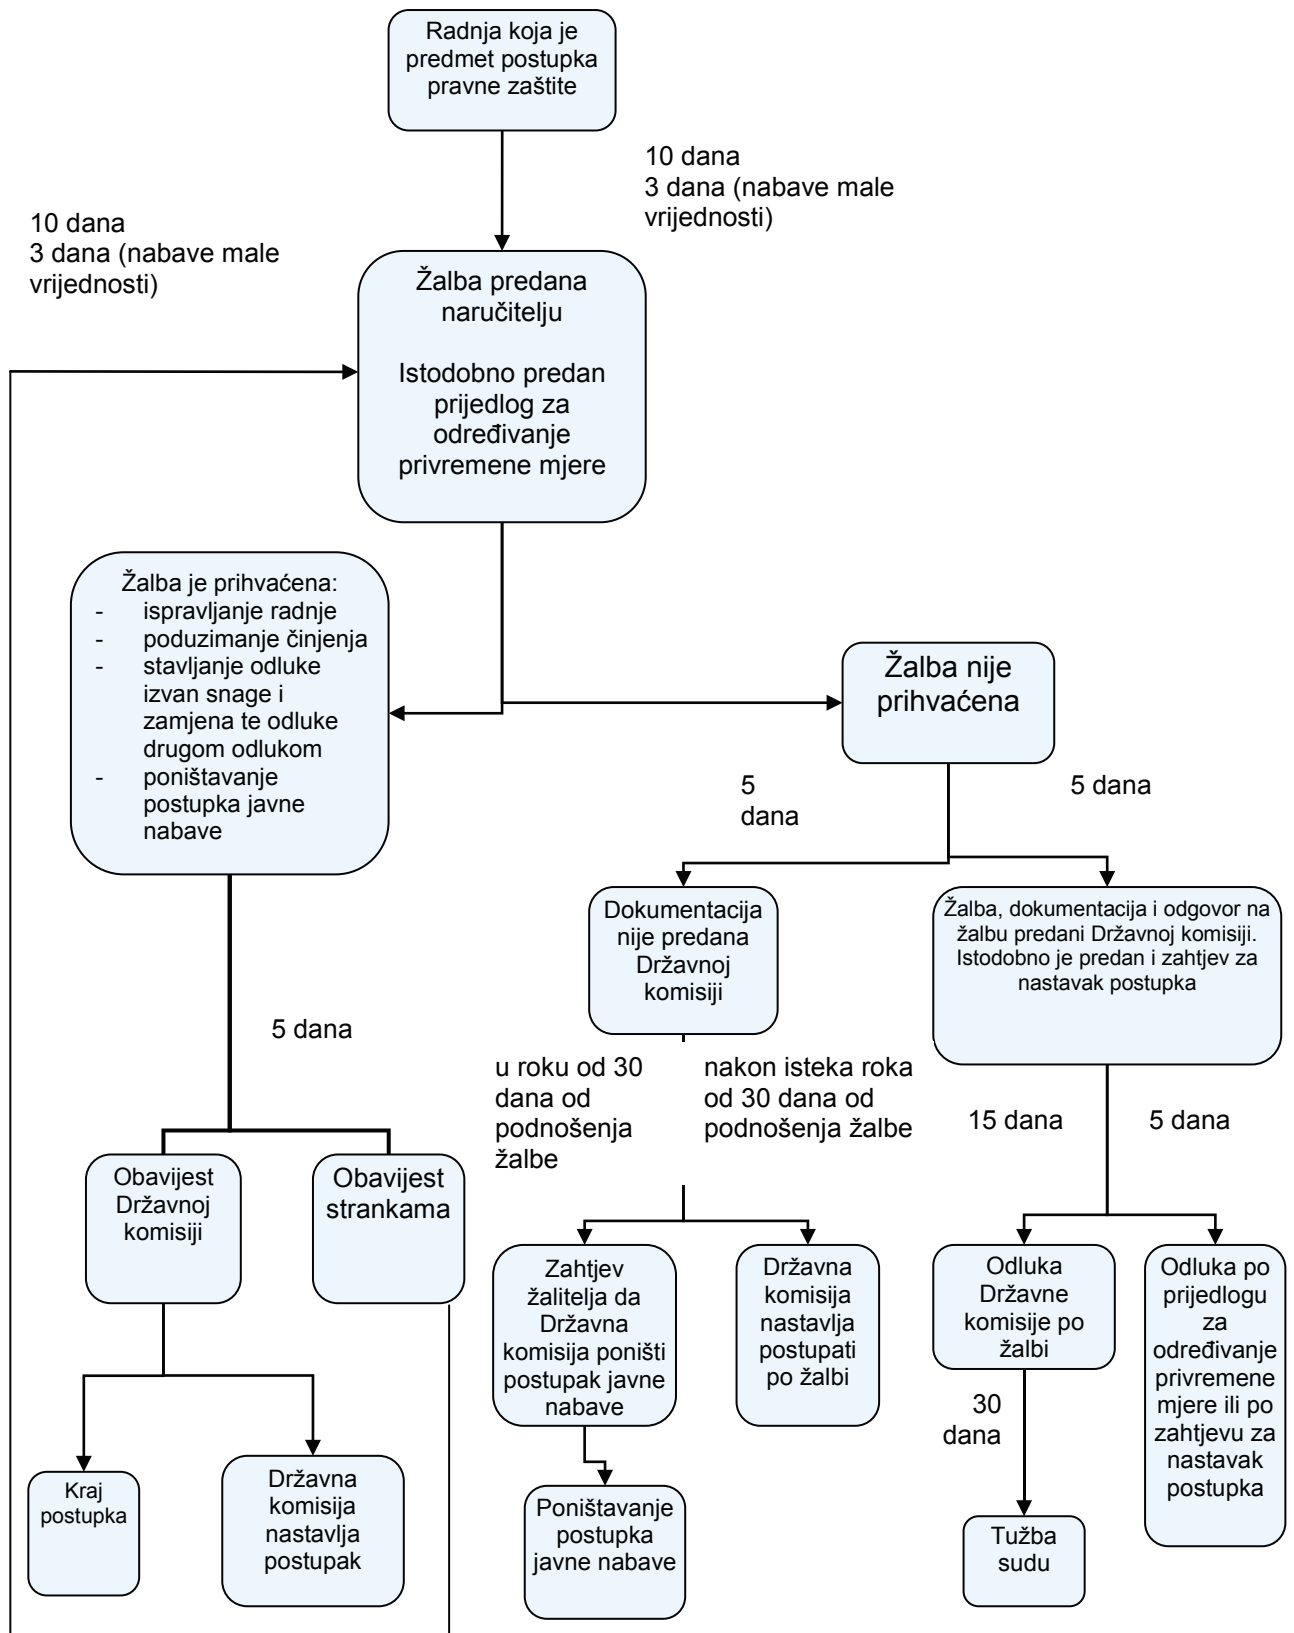 Radnja koja je
predmet postupka
pravne zaštite
10 dana
3 dana (nabave male
vrijednosti)
10 dana
3 dana (nabave male
vrijednosti)
Žalba predana
naručitelju
Istodobno predan
prijedlog za
određivanje
privremene mjere
Žalba je prihvaćena:
- ispravljanje radnje
- poduzimanje činjenja
- stavljanje odluke
izvan snage i
zamjena te odluke
drugom odlukom
- poništavanje
postupka javne
nabave
Žalba nije
prihvaćena
5
dana
5 dana
Dokumentacija
nije predana
Državnoj
komisiji
Žalba, dokumentacija i odgovor na
žalbu predani Državnoj komisiji.
Istodobno je predan i zahtjev za
nastavak postupka
5 dana
u roku od 30
dana od
podnošenja
žalbe
nakon isteka roka
od 30 dana od
podnošenja žalbe
15 dana
5 dana
Obavijest
Državnoj
komisiji
Obavijest
strankama
Zahtjev
žalitelja da
Državna
komisija poništi
postupak javne
nabave
Državna
komisija
nastavlja
postupati
po žalbi
Odluka
Državne
komisije po
žalbi
Odluka po
prijedlogu
za
određivanje
privremene
mjere ili po
zahtjevu za
nastavak
postupka
30
dana
Kraj
postupka
Državna
komisija
nastavlja
postupak
Poništavanje
postupka
javne nabave
Tužba
sudu